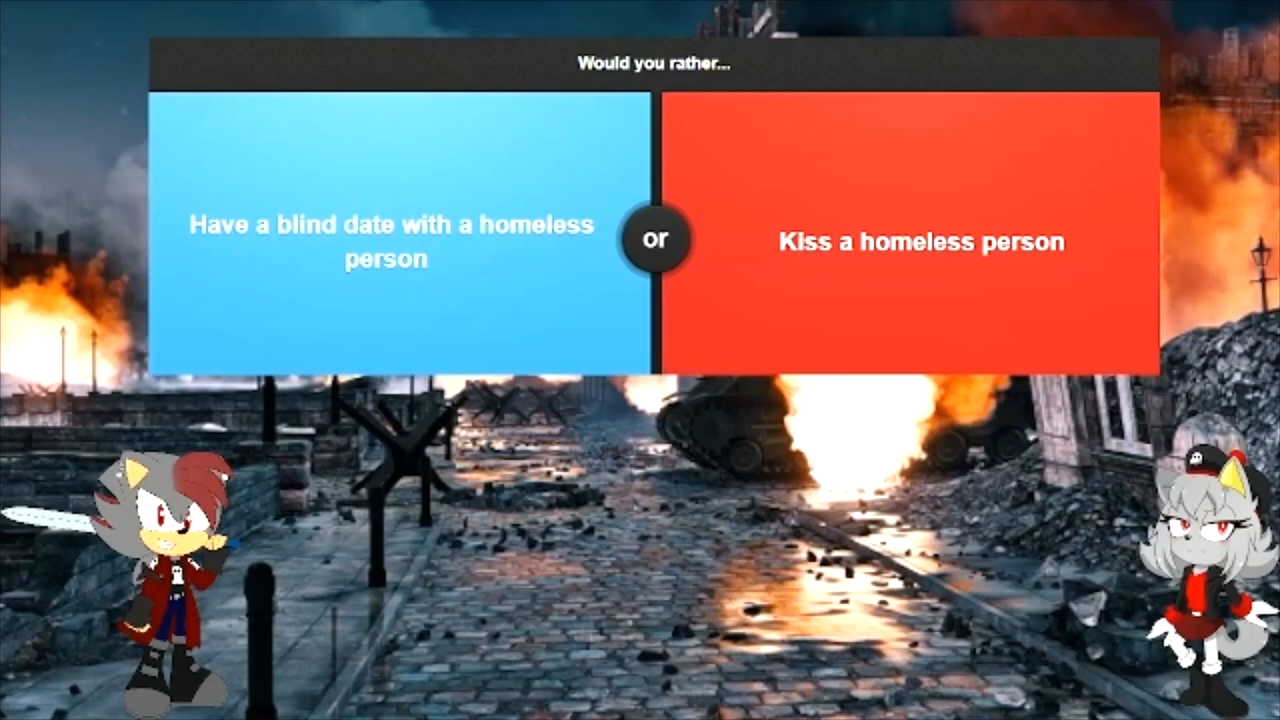 Would you rather...
Have a blind date with a homeless
person
or
KIss a homeless person